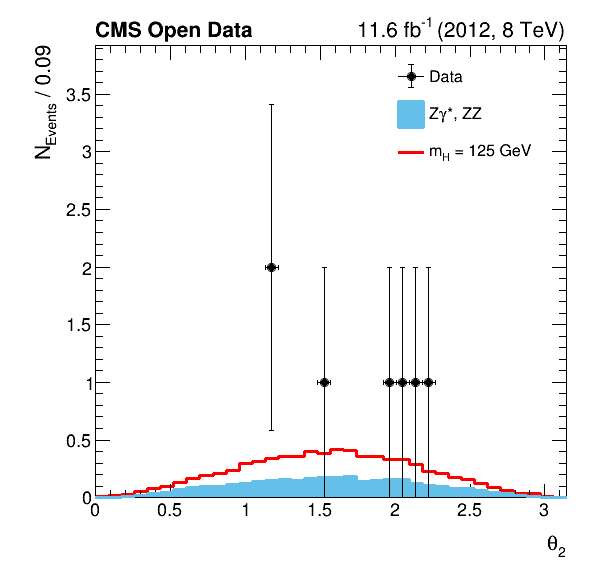 CMS Open Data 11.6 fb⁻¹ (2012, 8 TeV)
N_Events / 0.09
Data
Zγ*, ZZ
m_H = 125 GeV
3.5
3
2.5
2
1.5
1
0.5
0
0 0.5 1 1.5 2 2.5 3
θ₂